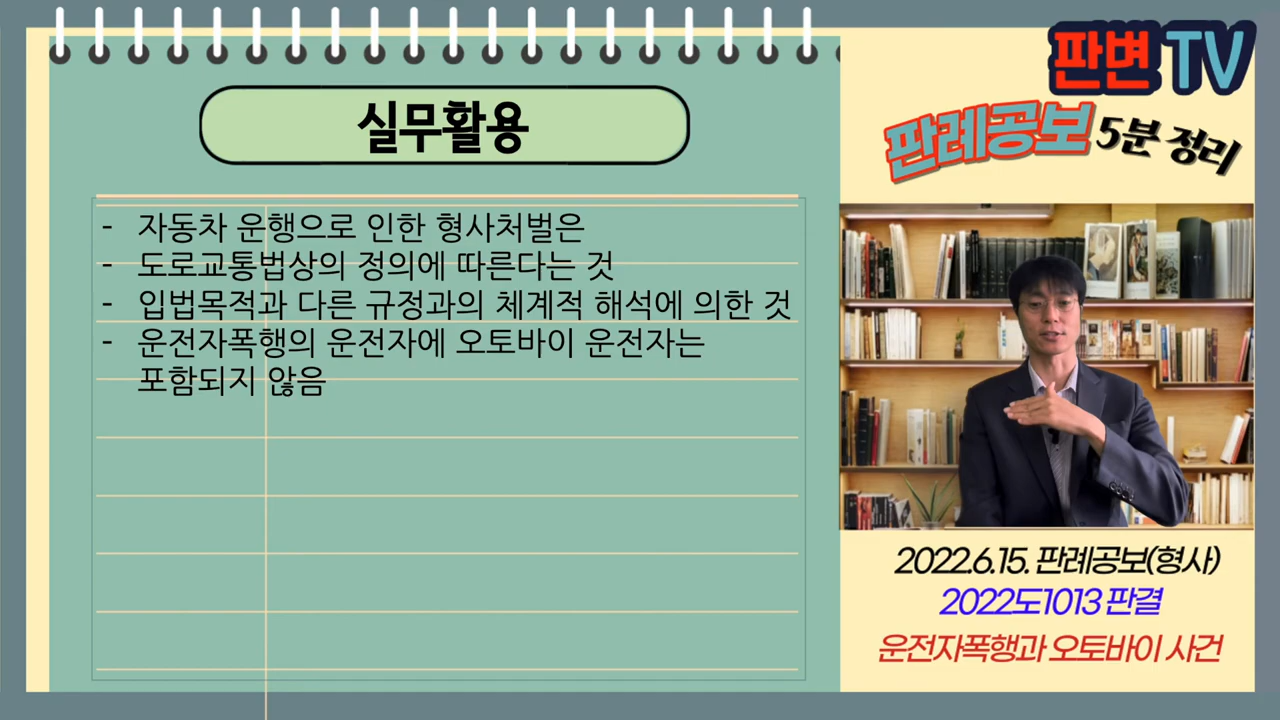 실무활용
- 자동차 운행으로 인한 형사처벌은
- 도로교통법상의 정의에 따른다는 것
- 입법목적과 다른 규정과의 체계적 해석에 의한 것
- 운전자폭행의 운전자에 오토바이 운전자는
포함되지 않음
판변 TV
판례공보 5분 정리
2022.6.15. 판례공보(형사)
2022도1013 판결
운전자폭행과 오토바이 사건